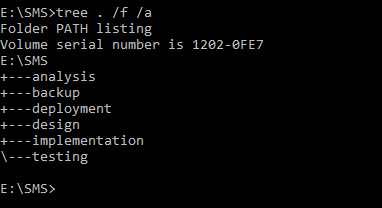 E:\SMS>tree . /f /a
Folder PATH listing
Volume serial number is 1202-0FE7
E:\SMS
+---analysis
+---backup
+---deployment
+---design
+---implementation
\---testing
E:\SMS>